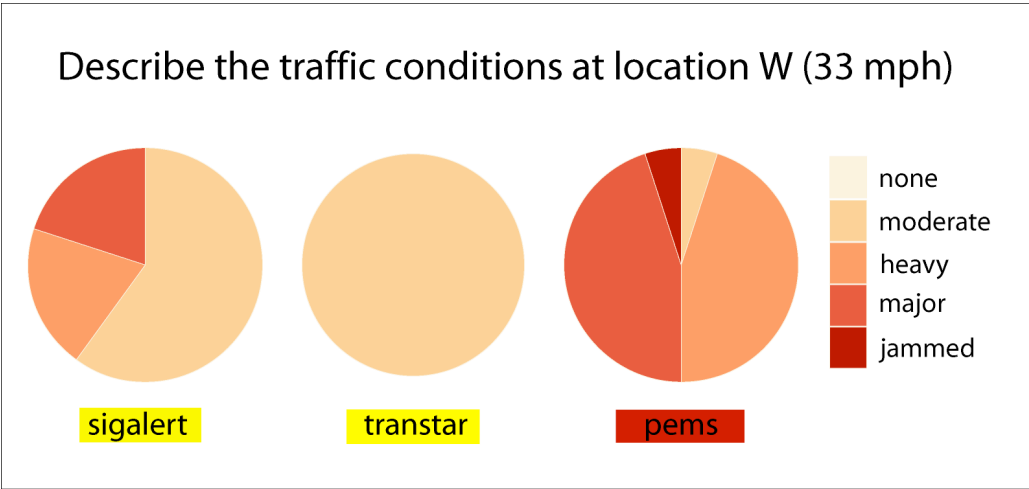 Describe the traffic conditions at location W (33 mph)
none
moderate
heavy
major
jammed
sigalert
transtar
pems